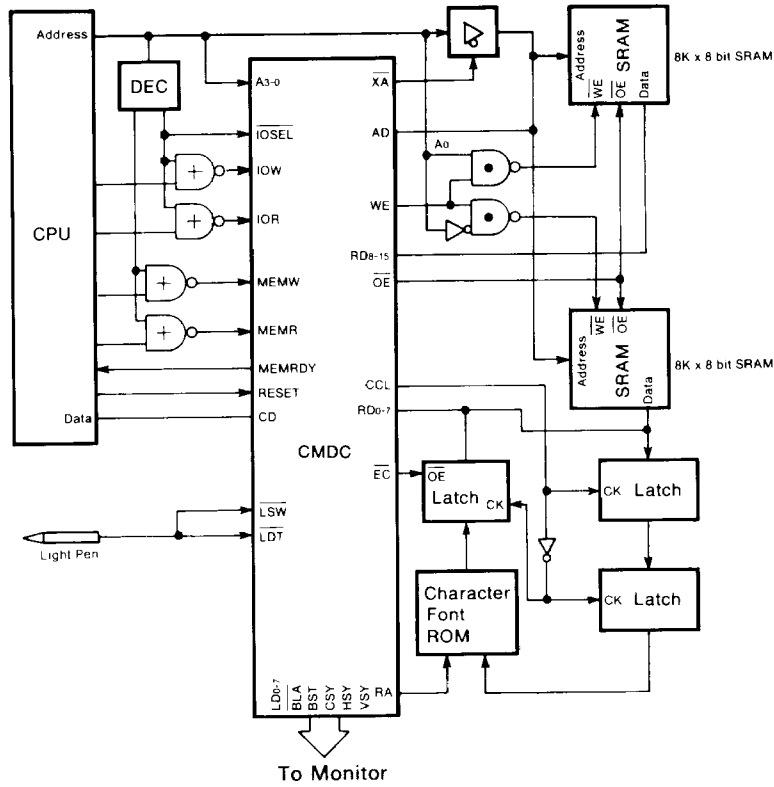 Address
DEC
CPU
Data
Light Pen
A3-0
IOSEL
IOW
IOR
MEMW
MEMR
MEMRDY
RESET
CD
LSW
LDT
CMDC
XA
AD
WE
RD8-15
OE
CCL
RD0-7
EC
RA
LD0-7
BLA
BST
CSY
HSY
VSY
To Monitor
+
+
+
+
A0
Address
WE
SRAM
OE
Data
8K x 8 bit SRAM
Address
WE
SRAM
OE
Data
8K x 8 bit SRAM
OE
Latch
CK
Character
Font
ROM
CK Latch
CK Latch